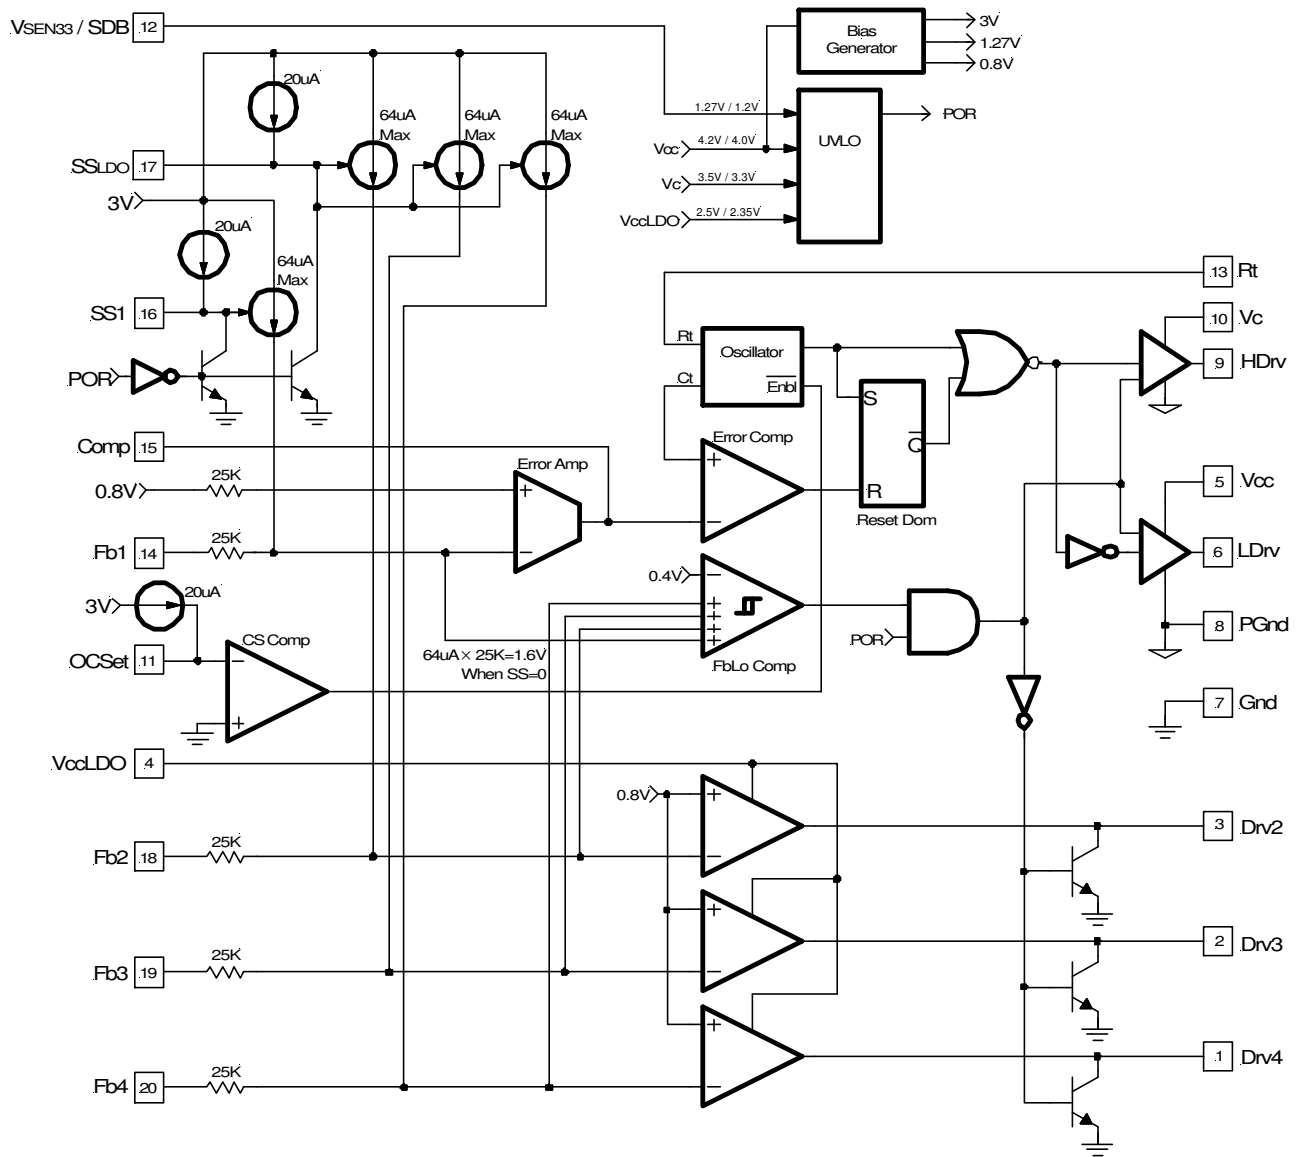 VSEN33 / SDB 12
Bias
Generator
3V
1.27V
0.8V
20uA
64uA
Max
64uA
Max
64uA
Max
1.27V / 1.2V
POR
Vcc 4.2V / 4.0V
UVLO
SSLDO 17
Vc 3.5V / 3.3V
3V
VccLDO 2.5V / 2.35V
20uA
64uA
Max
13 Rt
SS1 16
10 Vc
Rt
Oscillator
9 HDrv
POR
Ct
Enbl
S
Comp 15
Error Comp
Q
Error Amp
+
25K
0.8V
+
R
5 Vcc
−
Reset Dom
25K
Fb1 14
−
6 LDrv
0.4V
−
3V
20uA
+
+
+
+
POR
8 PGnd
CS Comp
OCSet 11
−
64uA × 25K=1.6V
When SS=0
FbLo Comp
+
7 Gnd
VccLDO 4
0.8V
+
3 Drv2
25K
Fb2 18
−
+
2 Drv3
25K
Fb3 19
−
+
1 Drv4
25K
Fb4 20
−